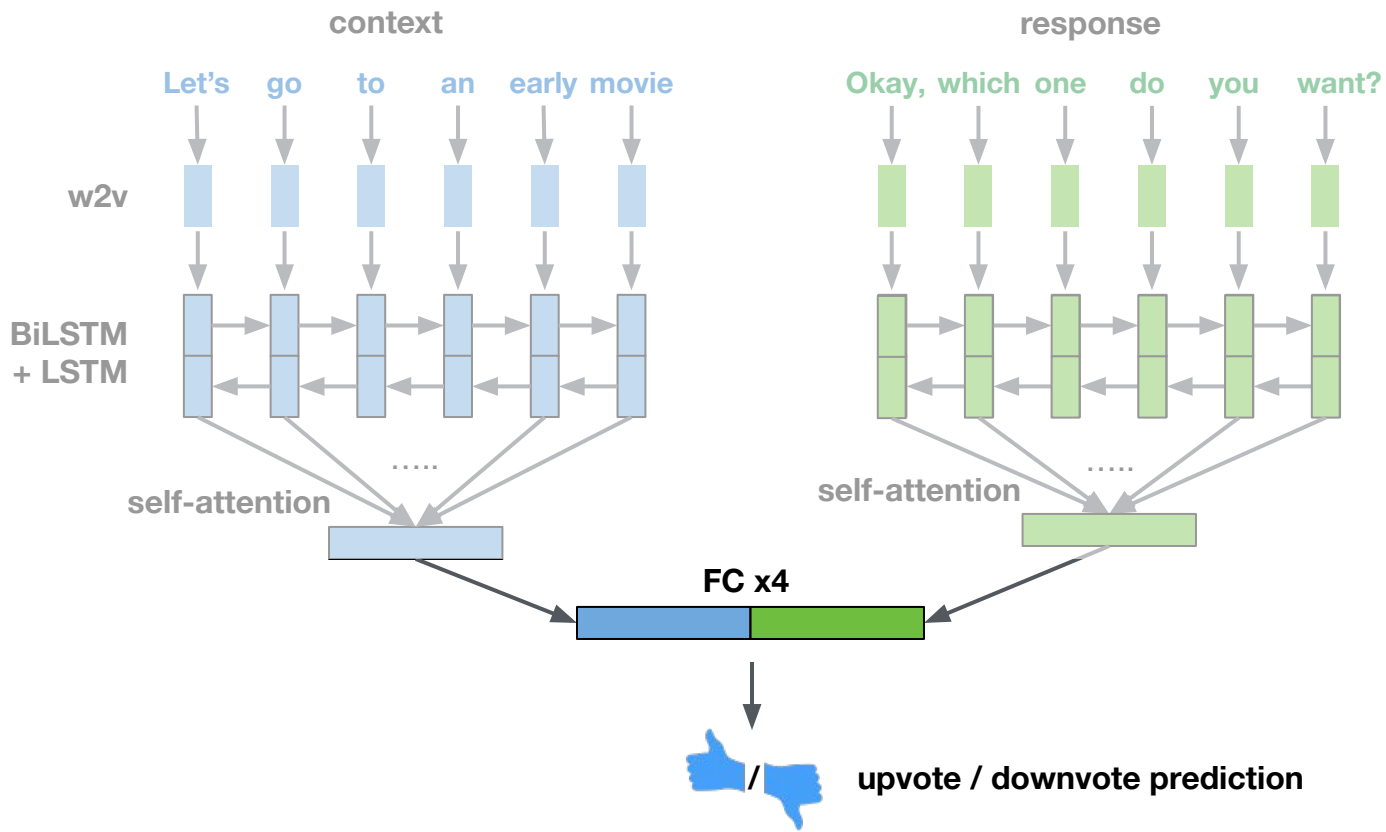 context
response
Let's go to an early movie
Okay, which one do you want?
w2v
BiLSTM
+ LSTM
.....
.....
self-attention
self-attention
FC x4
/
upvote / downvote prediction